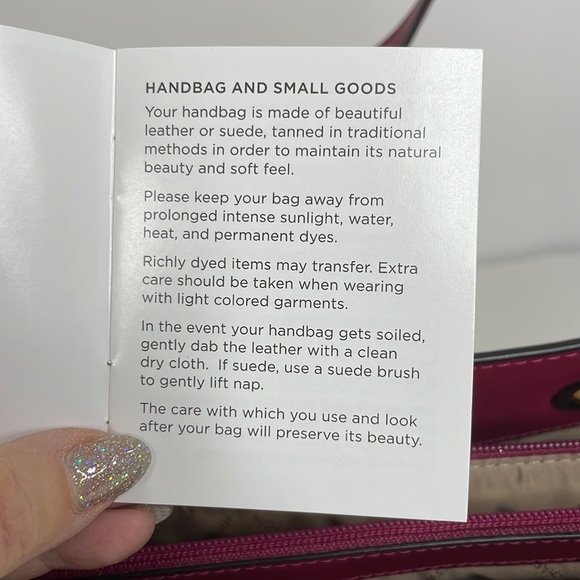 HANDBAG AND SMALL GOODS
Your handbag is made of beautiful
leather or suede, tanned in traditional
methods in order to maintain its natural
beauty and soft feel.
Please keep your bag away from
prolonged intense sunlight, water,
heat, and permanent dyes.
Richly dyed items may transfer. Extra
care should be taken when wearing
with light colored garments.
In the event your handbag gets soiled,
gently dab the leather with a clean
dry cloth. If suede, use a suede brush
to gently lift nap.
The care with which you use and look
after your bag will preserve its beauty.